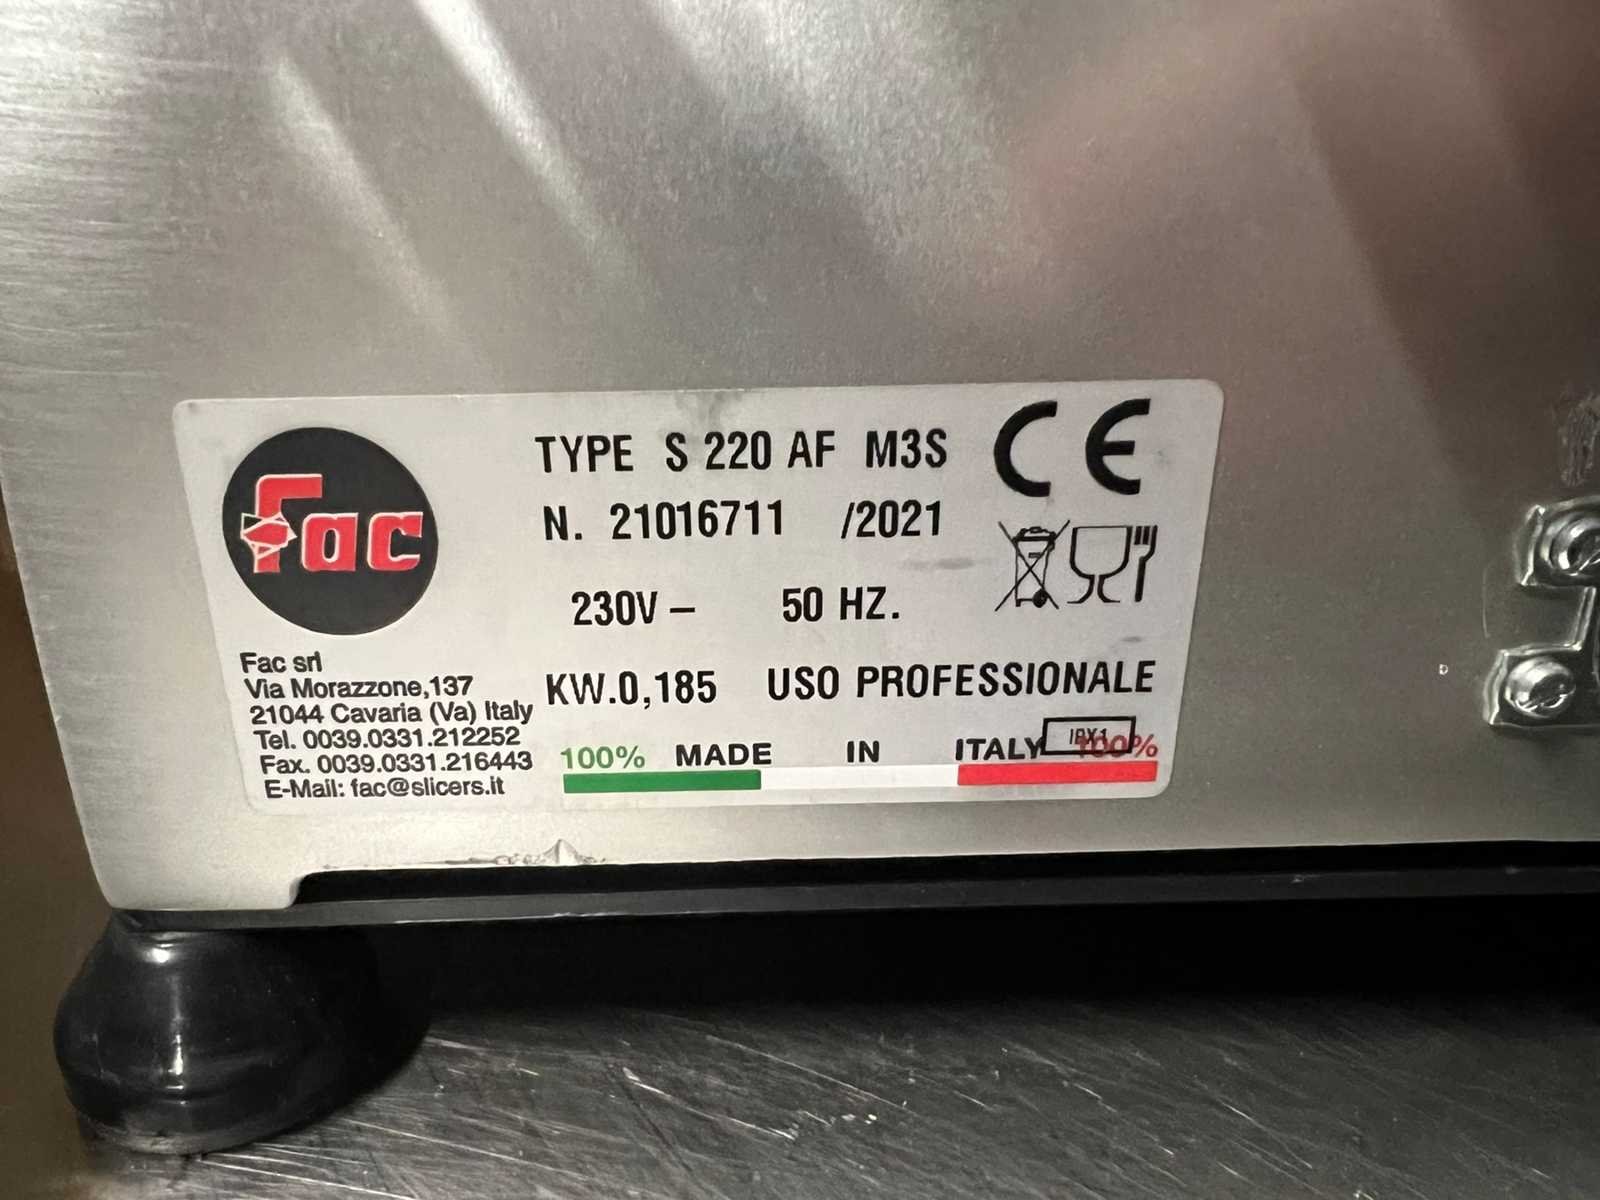 Fac
TYPE S 220 AF M3S
CE
N. 21016711 /2021
230V – 50 HZ.
KW.0,185 USO PROFESSIONALE
IPX1
100% MADE IN ITALY 100%
Fac srl
Via Morazzone,137
21044 Cavaria (Va) Italy
Tel. 0039.0331.212252
Fax. 0039.0331.216443
E-Mail: fac@slicers.it